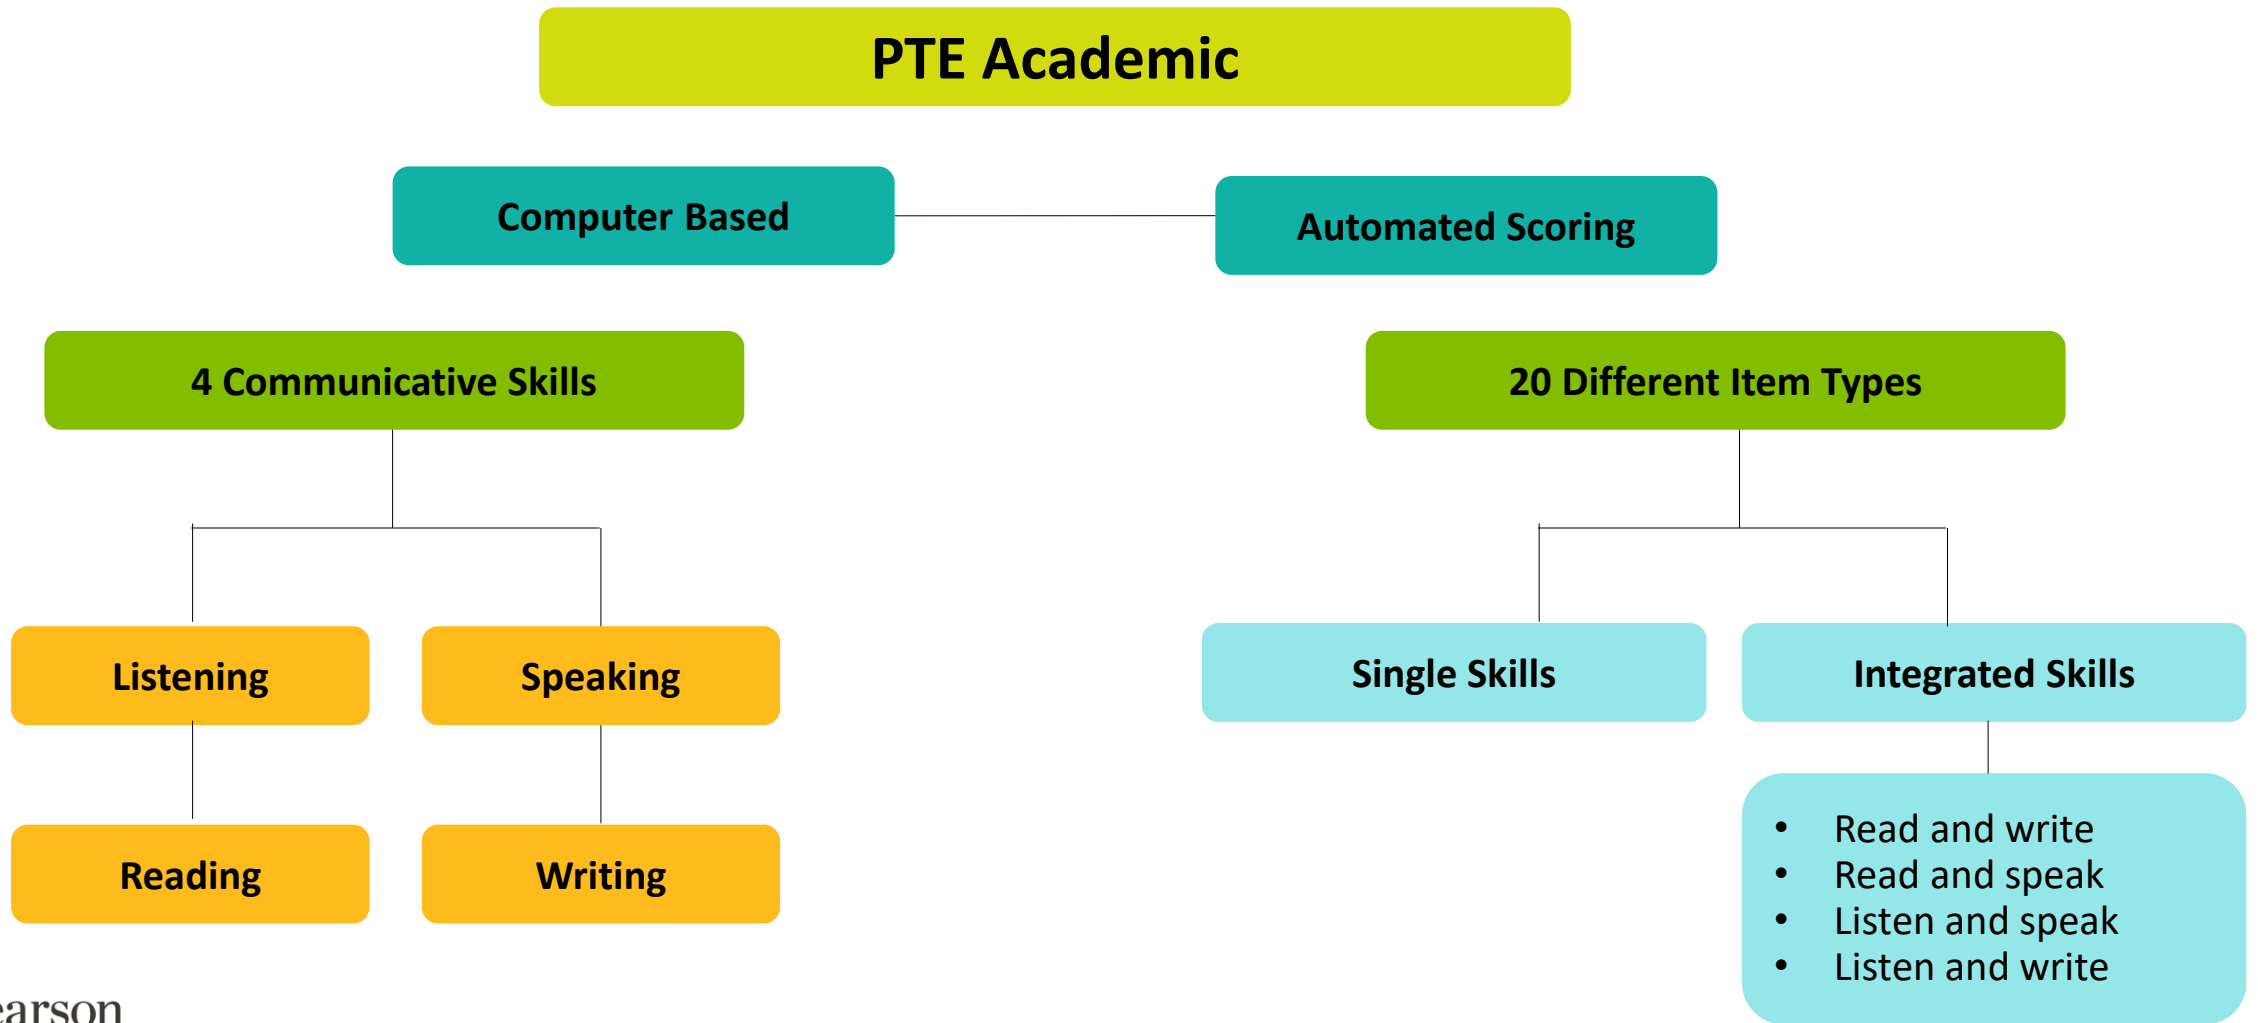 PTE Academic
Computer Based
Automated Scoring
4 Communicative Skills
20 Different Item Types
Listening
Speaking
Single Skills
Integrated Skills
Reading
Writing
• Read and write
• Read and speak
• Listen and speak
• Listen and write
earson